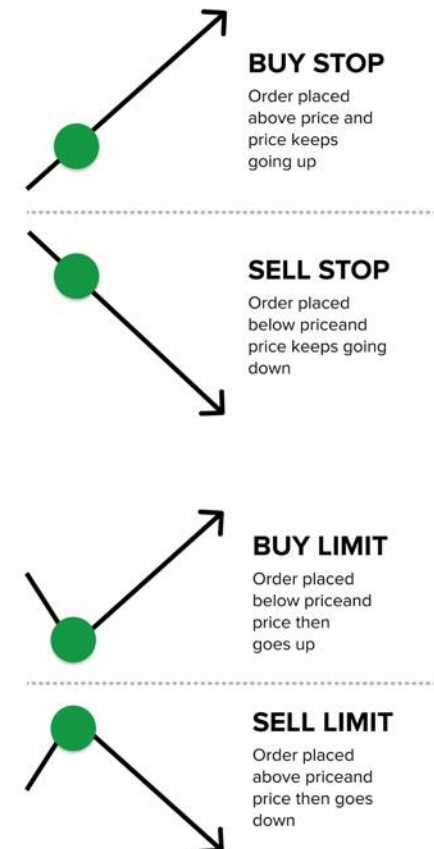 BUY STOP
Order placed
above price and
price keeps
going up
SELL STOP
Order placed
below priceand
price keeps going
down
BUY LIMIT
Order placed
below priceand
price then
goes up
SELL LIMIT
Order placed
above priceand
price then goes
down